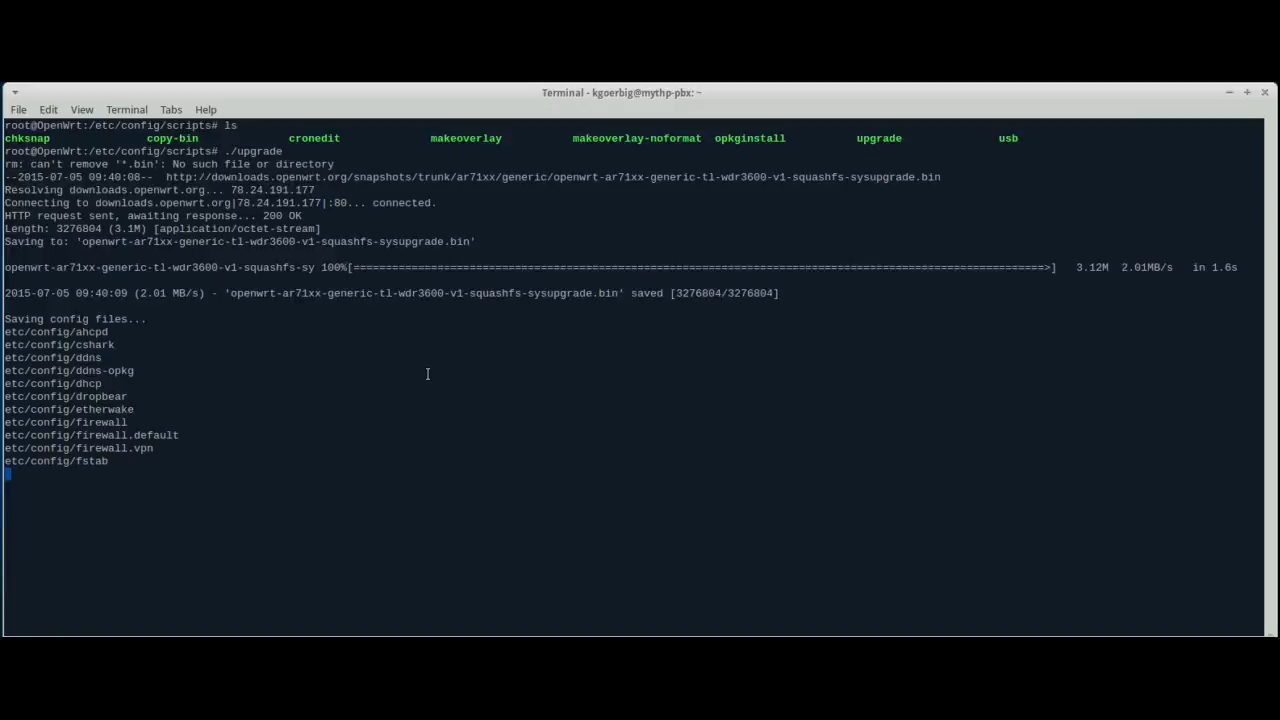 Terminal - kgoerbig@mythp-pbx: ~
File Edit View Terminal Tabs Help
root@OpenWrt:/etc/config/scripts# ls
chksnap copy-bin cronedit makeoverlay makeoverlay-noformat opkginstall upgrade usb
root@OpenWrt:/etc/config/scripts# ./upgrade
rm: can't remove '*.bin': No such file or directory
--2015-07-05 09:40:08-- http://downloads.openwrt.org/snapshots/trunk/ar71xx/generic/openwrt-ar71xx-generic-tl-wdr3600-v1-squashfs-sysupgrade.bin
Resolving downloads.openwrt.org... 78.24.191.177
Connecting to downloads.openwrt.org|78.24.191.177|:80... connected.
HTTP request sent, awaiting response... 200 OK
Length: 3276804 (3.1M) [application/octet-stream]
Saving to: 'openwrt-ar71xx-generic-tl-wdr3600-v1-squashfs-sysupgrade.bin'
openwrt-ar71xx-generic-tl-wdr3600-v1-squashfs-sy 100%[===========================================================================================================>] 3.12M 2.01MB/s in 1.6s
2015-07-05 09:40:09 (2.01 MB/s) - 'openwrt-ar71xx-generic-tl-wdr3600-v1-squashfs-sysupgrade.bin' saved [3276804/3276804]
Saving config files...
etc/config/ahcpd
etc/config/cshark
etc/config/ddns
etc/config/ddns-opkg
etc/config/dhcp
etc/config/dropbear
etc/config/etherwake
etc/config/firewall
etc/config/firewall.default
etc/config/firewall.vpn
etc/config/fstab